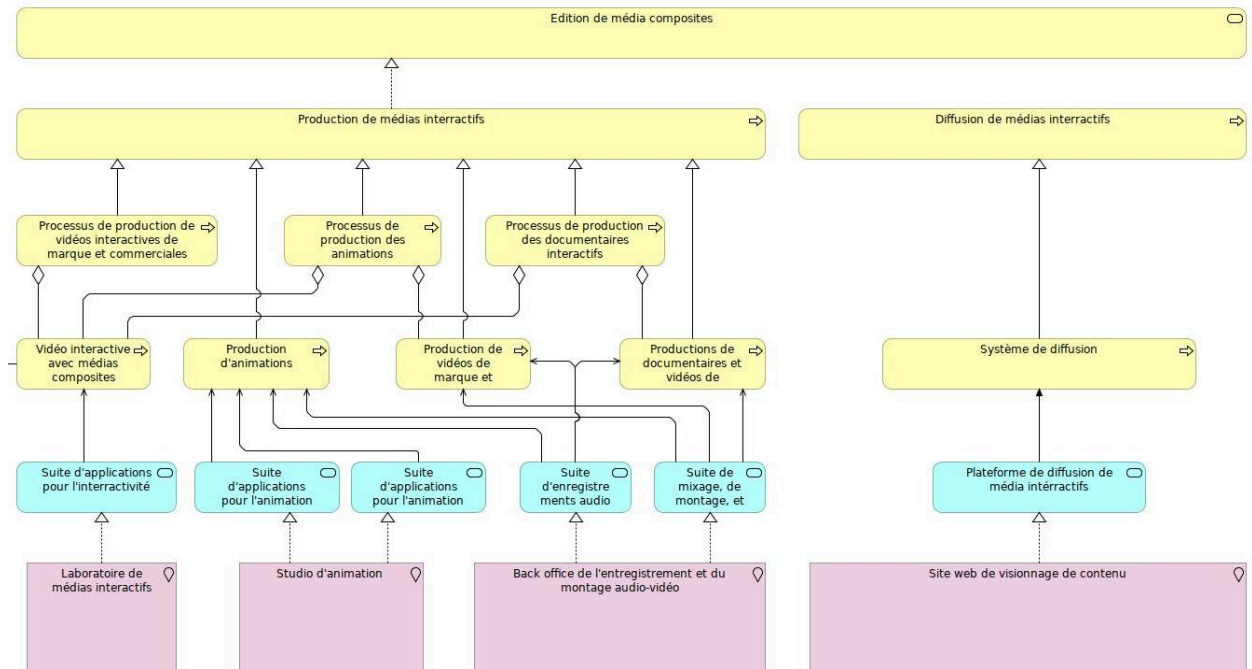 Edition de média composites
Production de médias interractifs
Diffusion de médias interractifs
Processus de production de
vidéos interactives de
marque et commerciales
Processus de
production des
animations
Processus de production
des documentaires
interactifs
Vidéo interactive
avec médias
composites
Production
d'animations
Production de
vidéos de
marque et
Productions de
documentaires et
vidéos de
Système de diffusion
Suite d'applications
pour l'interractivité
Suite
d'applications
pour l'animation
Suite
d'applications
pour l'animation
Suite
d'enregistre
ments audio
Suite de
mixage, de
montage, et
Plateforme de diffusion de
média intérractifs
Laboratoire de
médias interactifs
Studio d'animation
Back office de l'entregistrement et du
montage audio-vidéo
Site web de visionnage de contenu